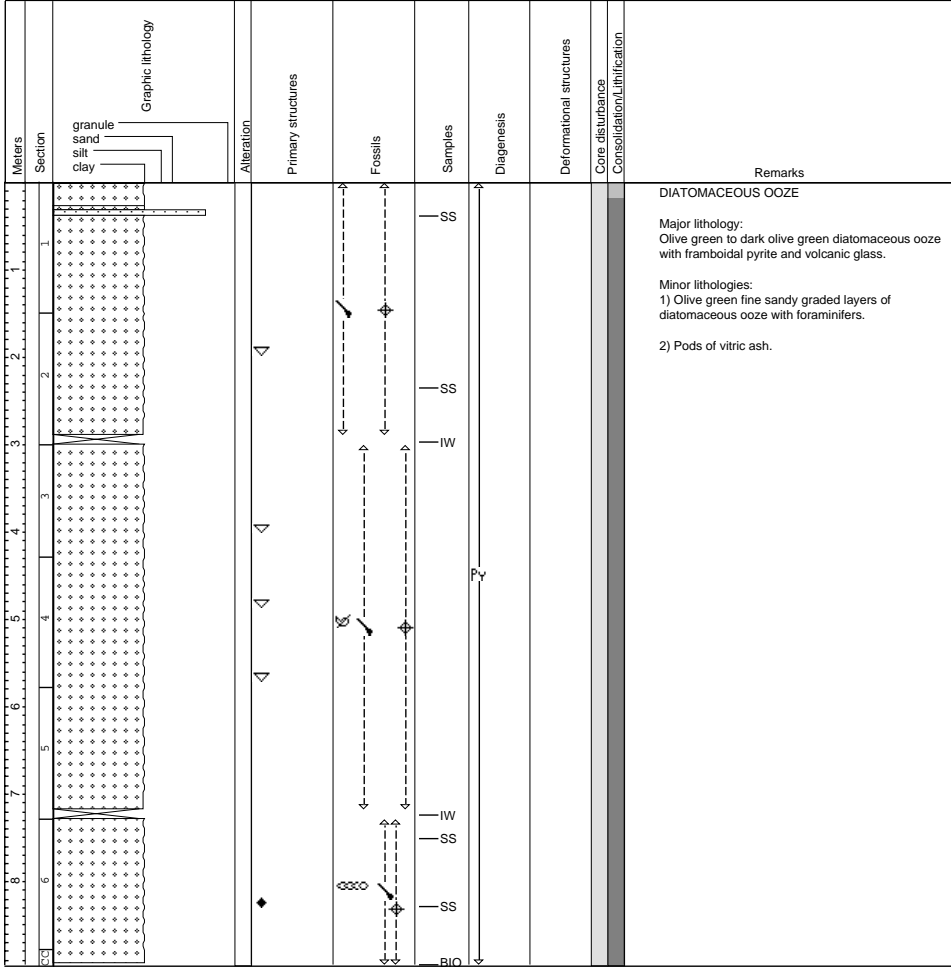 Meters
Section
Graphic lithology
granule
sand
silt
clay
Alteration
Primary structures
Fossils
Samples
Diagenesis
Deformational structures
Core disturbance
Consolidation/Lithification
Remarks
1
2
3
4
5
6
7
8
1
2
3
4
5
6
CC
SS
SS
IW
IW
SS
SS
BIO
Py
DIATOMACEOUS OOZE
Major lithology:
Olive green to dark olive green diatomaceous ooze
with framboidal pyrite and volcanic glass.
Minor lithologies:
1) Olive green fine sandy graded layers of
diatomaceous ooze with foraminifers.
2) Pods of vitric ash.